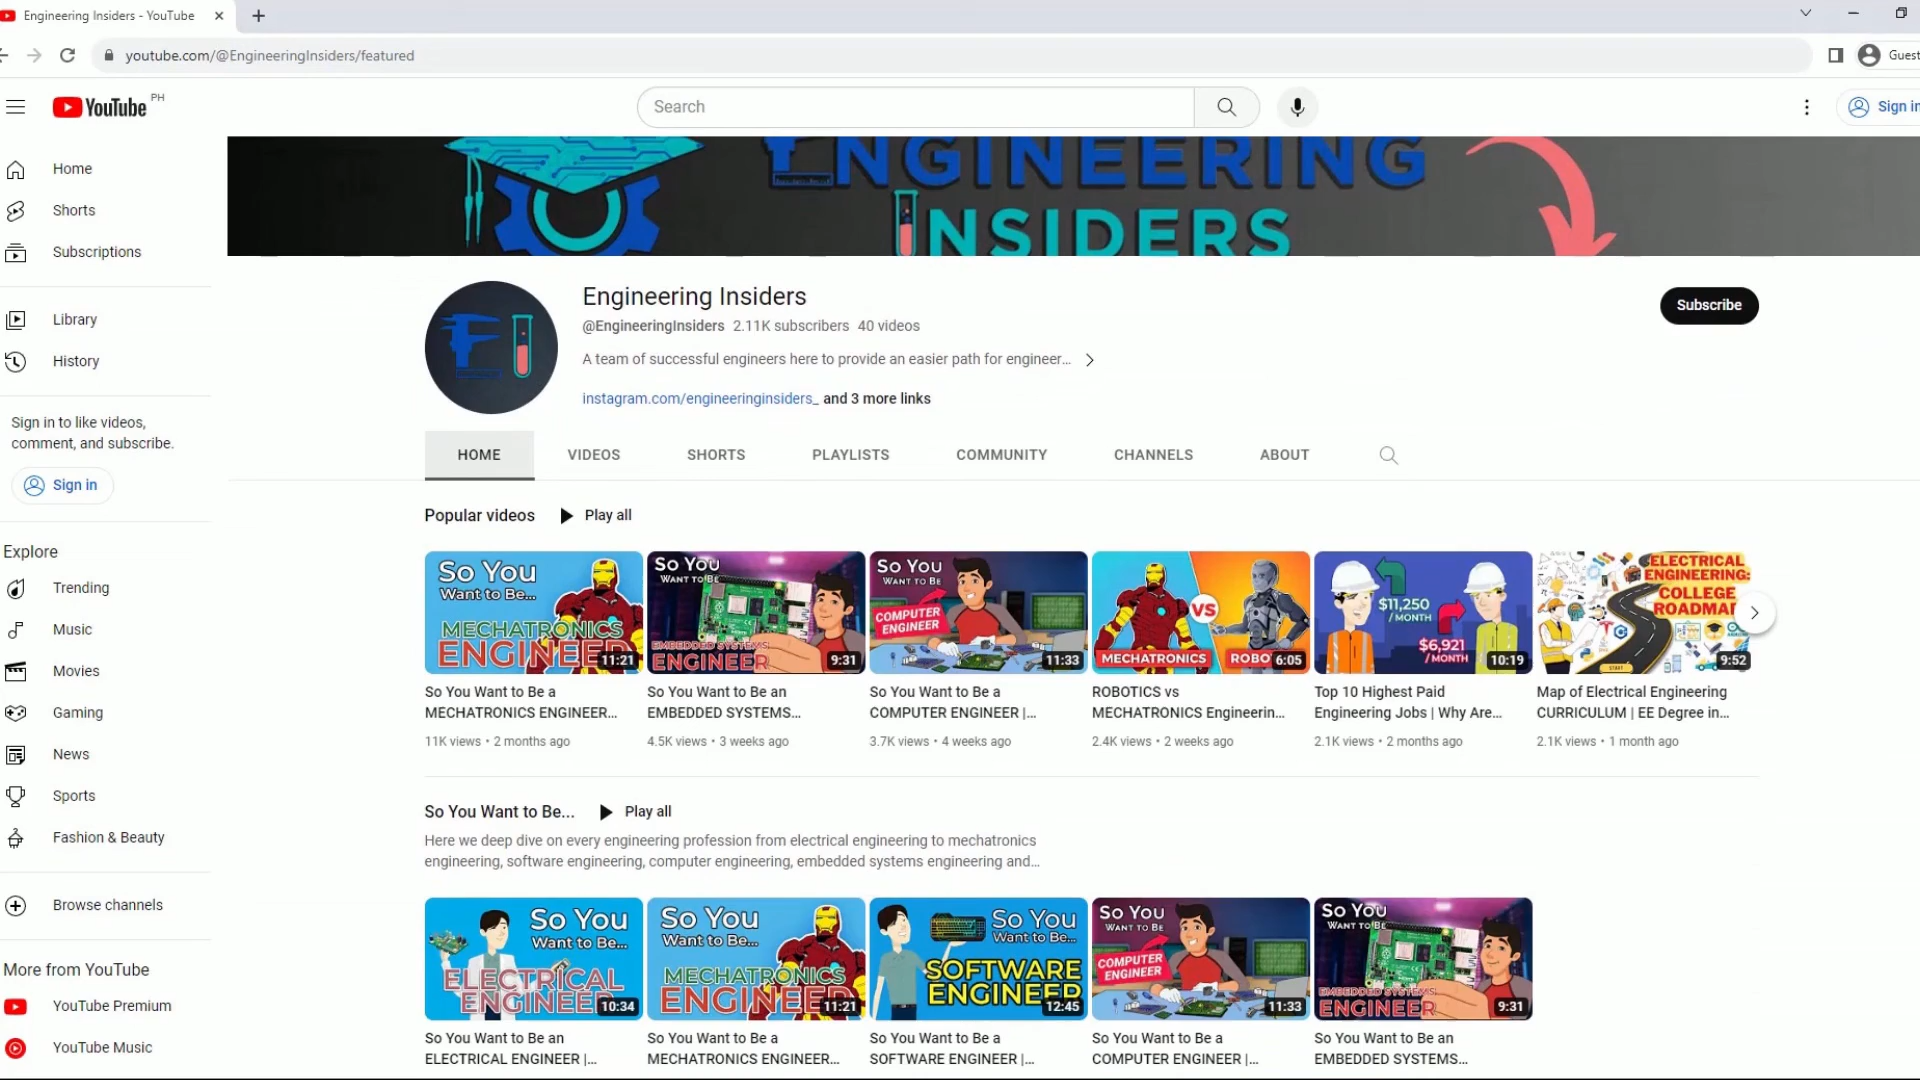 Engineering Insiders - YouTube
youtube.com/@EngineeringInsiders/featured
Guest
YouTube PH
Search
Sign in
Home
Shorts
Subscriptions
Library
History
Sign in to like videos,
comment, and subscribe.
Sign in
Explore
Trending
Music
Movies
Gaming
News
Sports
Fashion & Beauty
Browse channels
More from YouTube
YouTube Premium
YouTube Music
ENGINEERING
INSIDERS
Engineering Insiders
@EngineeringInsiders 2.11K subscribers 40 videos
A team of successful engineers here to provide an easier path for engineer...
instagram.com/engineeringinsiders_ and 3 more links
Subscribe
HOME VIDEOS SHORTS PLAYLISTS COMMUNITY CHANNELS ABOUT
Popular videos Play all
So You
Want to Be...
MECHATRONICS
ENGINEER
11:21
So You
WANT TO BE
EMBEDDED SYSTEMS
ENGINEER
9:31
So You
WANT TO BE
COMPUTER
ENGINEER
11:33
VS
MECHATRONICS
ROBO
6:05
$11,250
/ MONTH
$6,921
/ MONTH
10:19
ELECTRICAL
ENGINEERING:
COLLEGE
ROADMAP
START
9:52
So You Want to Be a
MECHATRONICS ENGINEER...
11K views • 2 months ago
So You Want to Be an
EMBEDDED SYSTEMS...
4.5K views • 3 weeks ago
So You Want to Be a
COMPUTER ENGINEER |...
3.7K views • 4 weeks ago
ROBOTICS vs
MECHATRONICS Engineerin...
2.4K views • 2 weeks ago
Top 10 Highest Paid
Engineering Jobs | Why Are...
2.1K views • 2 months ago
Map of Electrical Engineering
CURRICULUM | EE Degree in...
2.1K views • 1 month ago
So You Want to Be... Play all
Here we deep dive on every engineering profession from electrical engineering to mechatronics
engineering, software engineering, computer engineering, embedded systems engineering and...
So You
Want to Be...
ELECTRICAL
ENGINEER
10:34
So You
Want to Be...
MECHATRONICS
ENGINEER
11:21
So You
Want to Be...
SOFTWARE
ENGINEER
12:45
So You
WANT TO BE
COMPUTER
ENGINEER
11:33
So You
WANT TO BE
EMBEDDED SYSTEMS
ENGINEER
9:31
So You Want to Be an
ELECTRICAL ENGINEER |...
So You Want to Be a
MECHATRONICS ENGINEER...
So You Want to Be a
SOFTWARE ENGINEER |...
So You Want to Be a
COMPUTER ENGINEER |...
So You Want to Be an
EMBEDDED SYSTEMS...